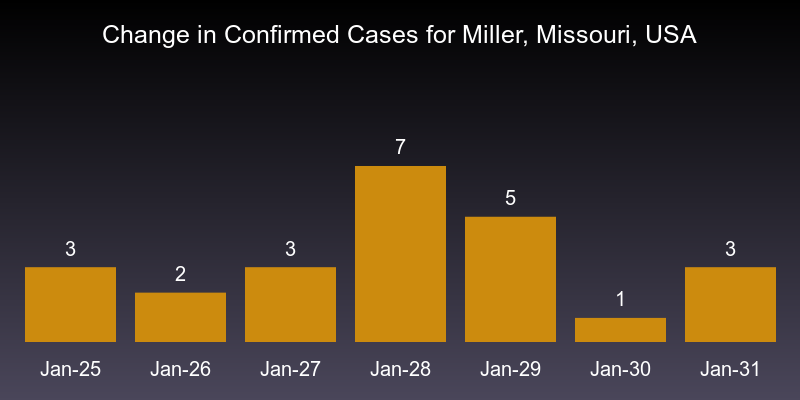 Change in Confirmed Cases for Miller, Missouri, USA
3
2
3
7
5
1
3
Jan-25
Jan-26
Jan-27
Jan-28
Jan-29
Jan-30
Jan-31